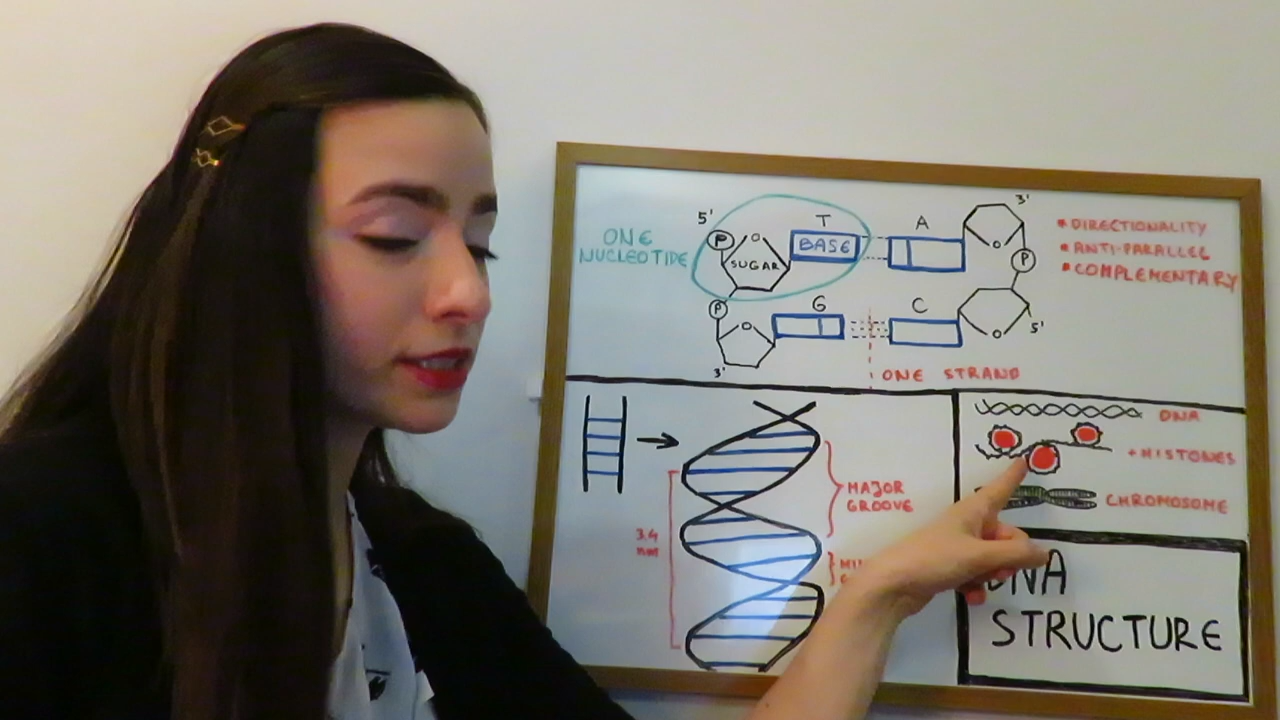 5'
T
A
3'
ONE
NUCLEOTIDE
P
O
SUGAR
BASE
O
P
• DIRECTIONALITY
• ANTI-PARALLEL
• COMPLEMENTARY
P
O
G
C
O
5'
3'
ONE STRAND
3.4
nm
MAJOR
GROOVE
DNA
+ HISTONES
CHROMOSOME
DNA
STRUCTURE